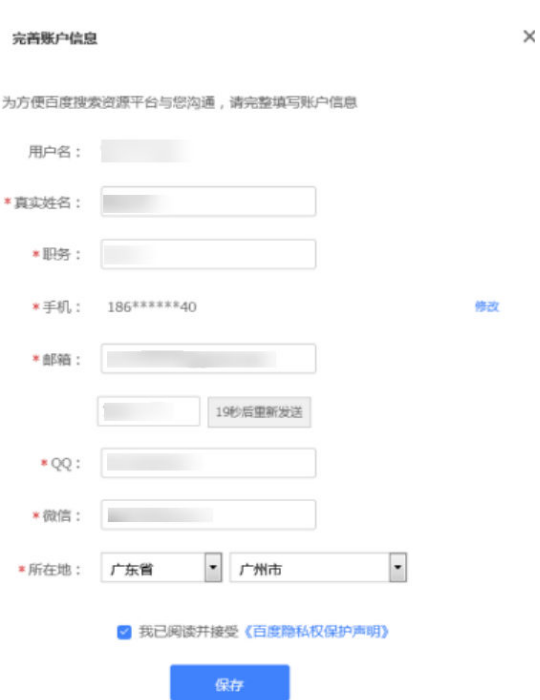 完善账户信息
为方便百度搜索资源平台与您沟通，请完整填写账户信息
用户名：
*真实姓名：
*职务：
*手机： 186******40 修改
*邮箱：
19秒后重新发送
*QQ：
*微信：
*所在地： 广东省 广州市
我已阅读并接受《百度隐私权保护声明》
保存